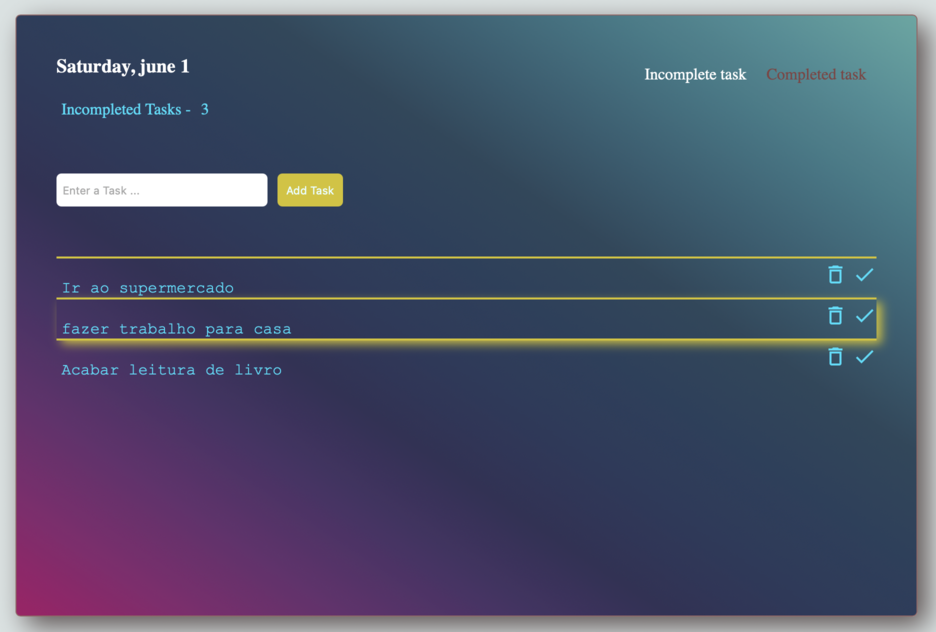 Saturday, june 1
Incomplete task Completed task
Incompleted Tasks - 3
Enter a Task ...
Add Task
Ir ao supermercado
fazer trabalho para casa
Acabar leitura de livro